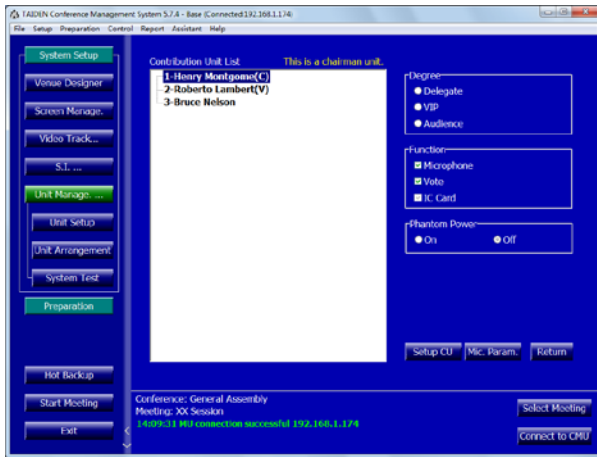 TAIDEN Conference Management System 5.7.4 - Base (Connected:192.168.1.174)
File Setup Preparation Control Report Assistant Help
System Setup
Venue Designer
Screen Manage.
Video Track...
S.I. ...
Unit Manage. ...
Unit Setup
Unit Arrangement
System Test
Preparation
Hot Backup
Start Meeting
Exit
Contribution Unit List
This is a chairman unit.
1-Henry Montgome(C)
2-Roberto Lambert(V)
3-Bruce Nelson
Degree
Delegate
VIP
Audience
Function
Microphone
Vote
IC Card
Phantom Power
On Off
Setup CU Mic. Param. Return
Conference: General Assembly
Meeting: XX Session
14:09:31 MU connection successful 192.168.1.174
Select Meeting
Connect to CMU